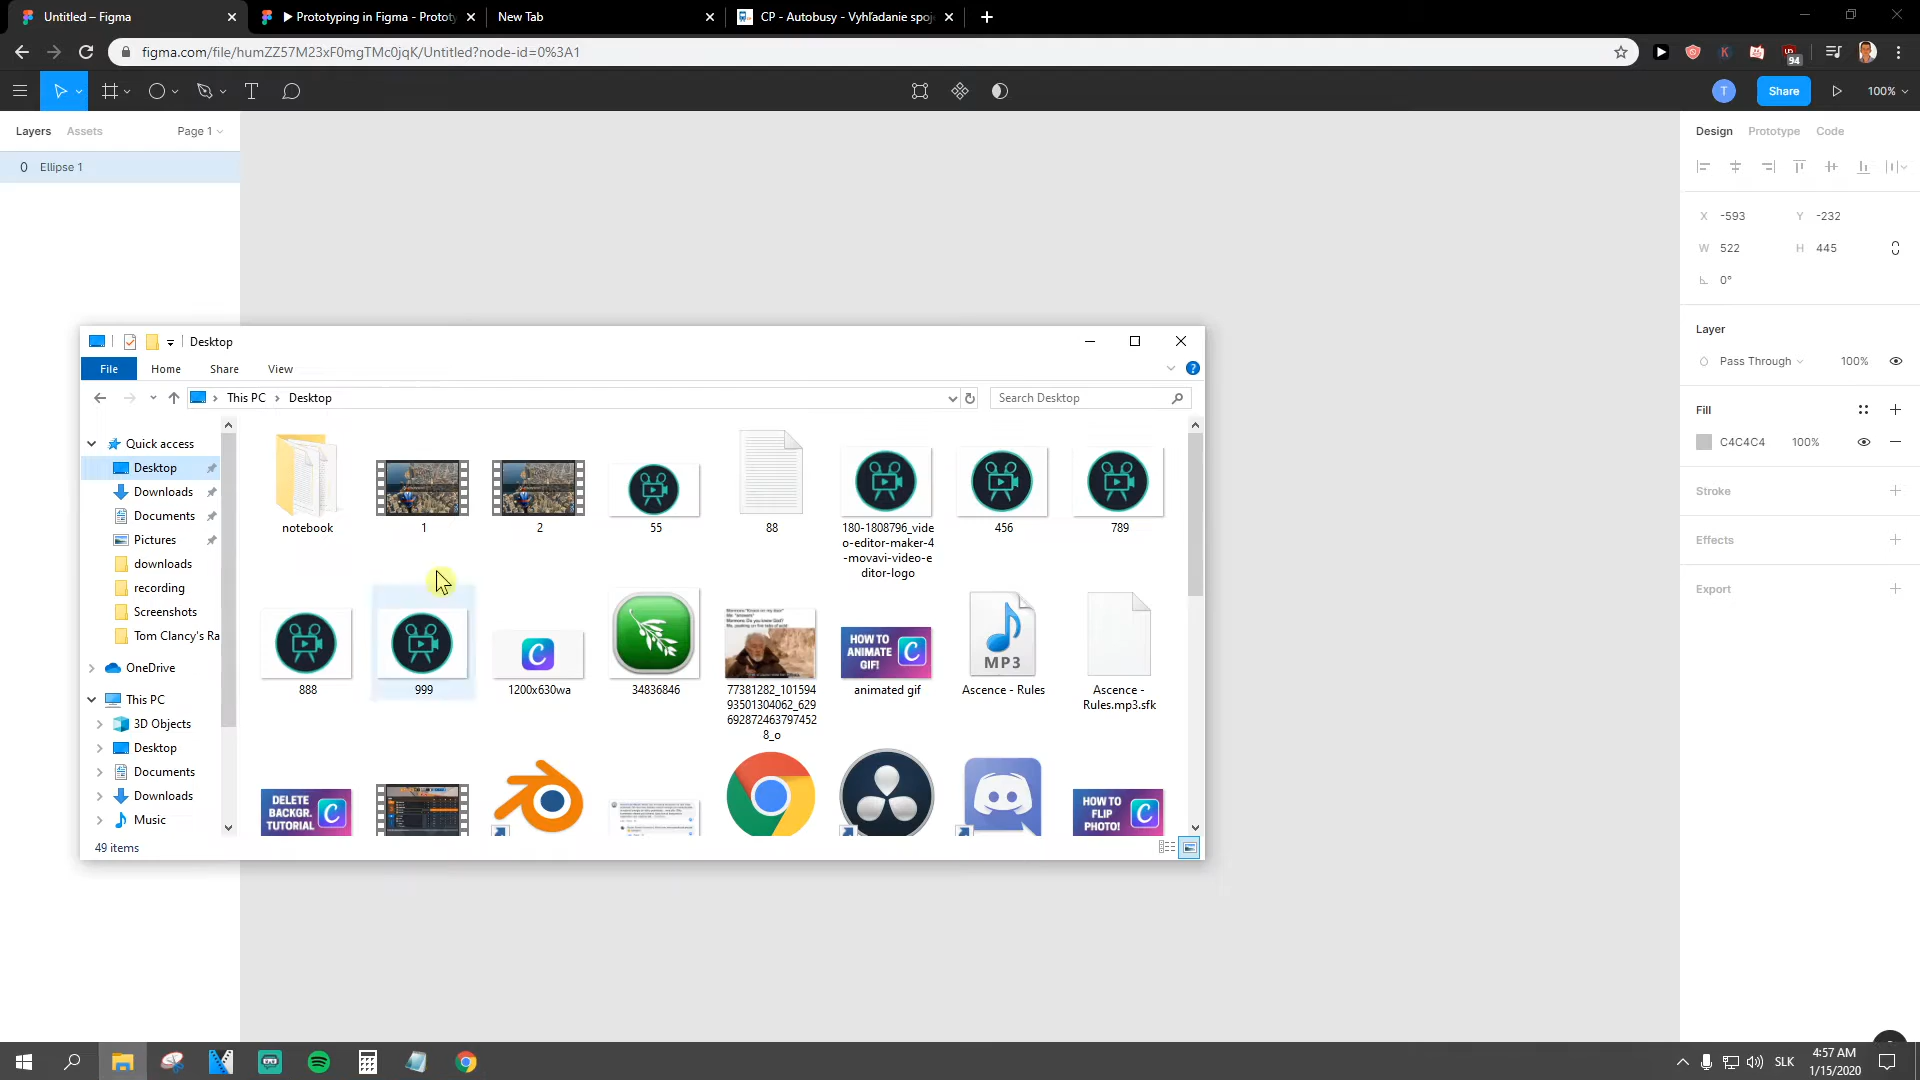 Untitled – Figma
▶ Prototyping in Figma - Protot
New Tab
CP - Autobusy - Vyhľadanie spoj
figma.com/file/humZZ57M23xF0mgTMc0jqK/Untitled?node-id=0%3A1
94
T
Share
100%
Layers
Assets
Page 1
Ellipse 1
Design
Prototype
Code
X -593
Y -232
W 522
H 445
0°
Layer
Pass Through
100%
Fill
C4C4C4
100%
Stroke
Effects
Export
Desktop
File
Home
Share
View
This PC
Desktop
Search Desktop
Quick access
Desktop
Downloads
Documents
Pictures
downloads
recording
Screenshots
Tom Clancy's Ra
OneDrive
This PC
3D Objects
Desktop
Documents
Downloads
Music
notebook
1
2
55
88
180-1808796_vide
o-editor-maker-4
-movavi-video-e
ditor-logo
456
789
888
999
1200x630wa
34836846
77381282_101594
93501304062_629
692872463797452
8_o
HOW TO
ANIMATE
GIF!
animated gif
MP3
Ascence - Rules
Ascence -
Rules.mp3.sfk
DELETE
BACKGR.
TUTORIAL
HOW TO
FLIP
PHOTO!
49 items
SLK
4:57 AM
1/15/2020